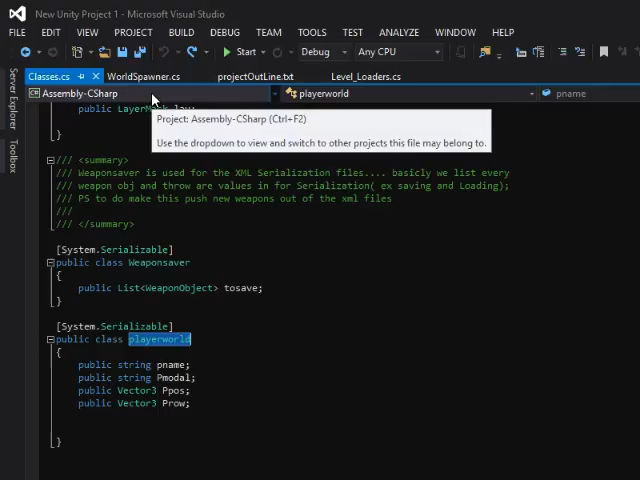 New Unity Project 1 - Microsoft Visual Studio
FILE EDIT VIEW PROJECT BUILD DEBUG TEAM TOOLS TEST ANALYZE WINDOW HELP
Start Debug Any CPU
Classes.cs WorldSpawner.cs projectOutLine.txt Level_Loaders.cs
Assembly-CSharp playerworld pname
Server Explorer
Toolbox
public LayerMask lay;
Project: Assembly-CSharp (Ctrl+F2)
Use the dropdown to view and switch to other projects this file may belong to.
}
/// <summary>
/// Weaponsaver is used for the XML Serialization files.... basicly we list every
/// weapon obj and throw are values in for Serialization( ex saving and Loading);
/// PS to do make this push new weapons out of the xml files
///
/// </summary>
[System.Serializable]
public class Weaponsaver
{
public List<WeaponObject> tosave;
}
[System.Serializable]
public class playerworld
{
public string pname;
public string Pmodal;
public Vector3 Ppos;
public Vector3 Prow;
}